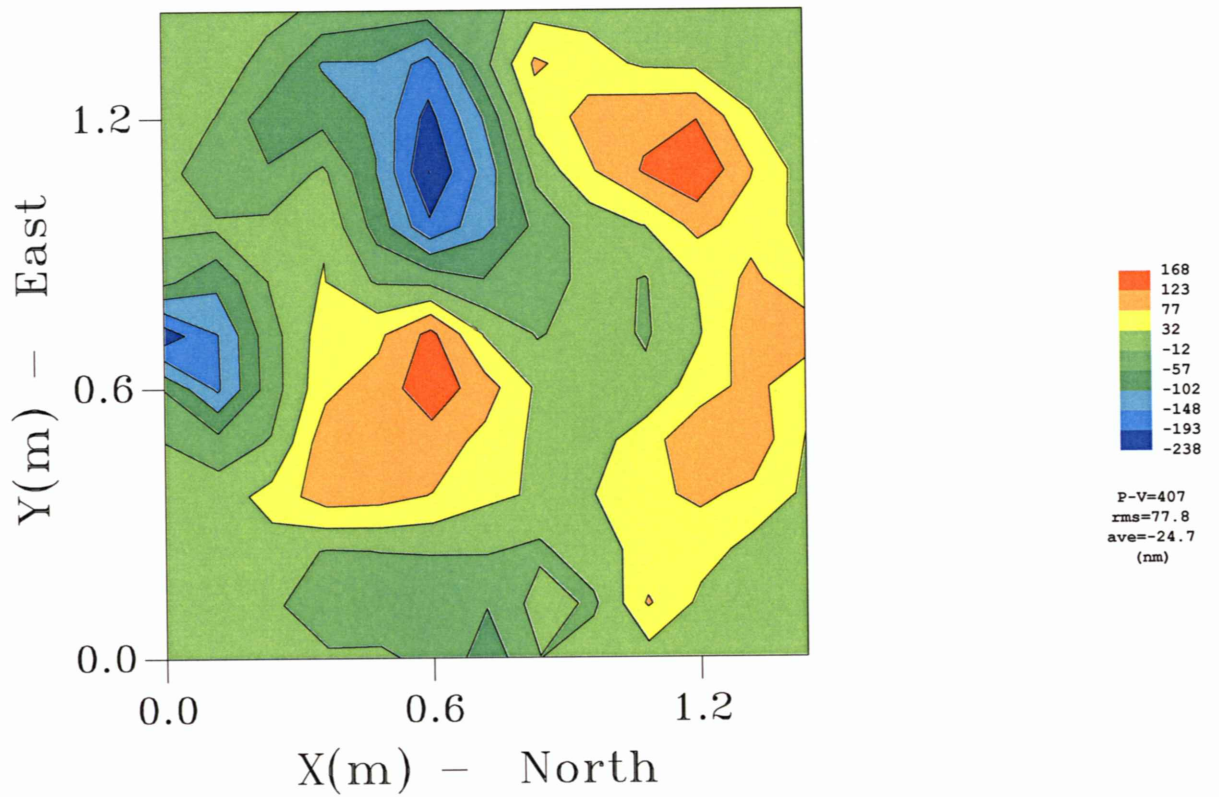 1.2
0.6
0.0
Y(m) — East
0.0 0.6 1.2
X(m) — North
168
123
77
32
-12
-57
-102
-148
-193
-238
P-V=407
rms=77.8
ave=-24.7
(nm)